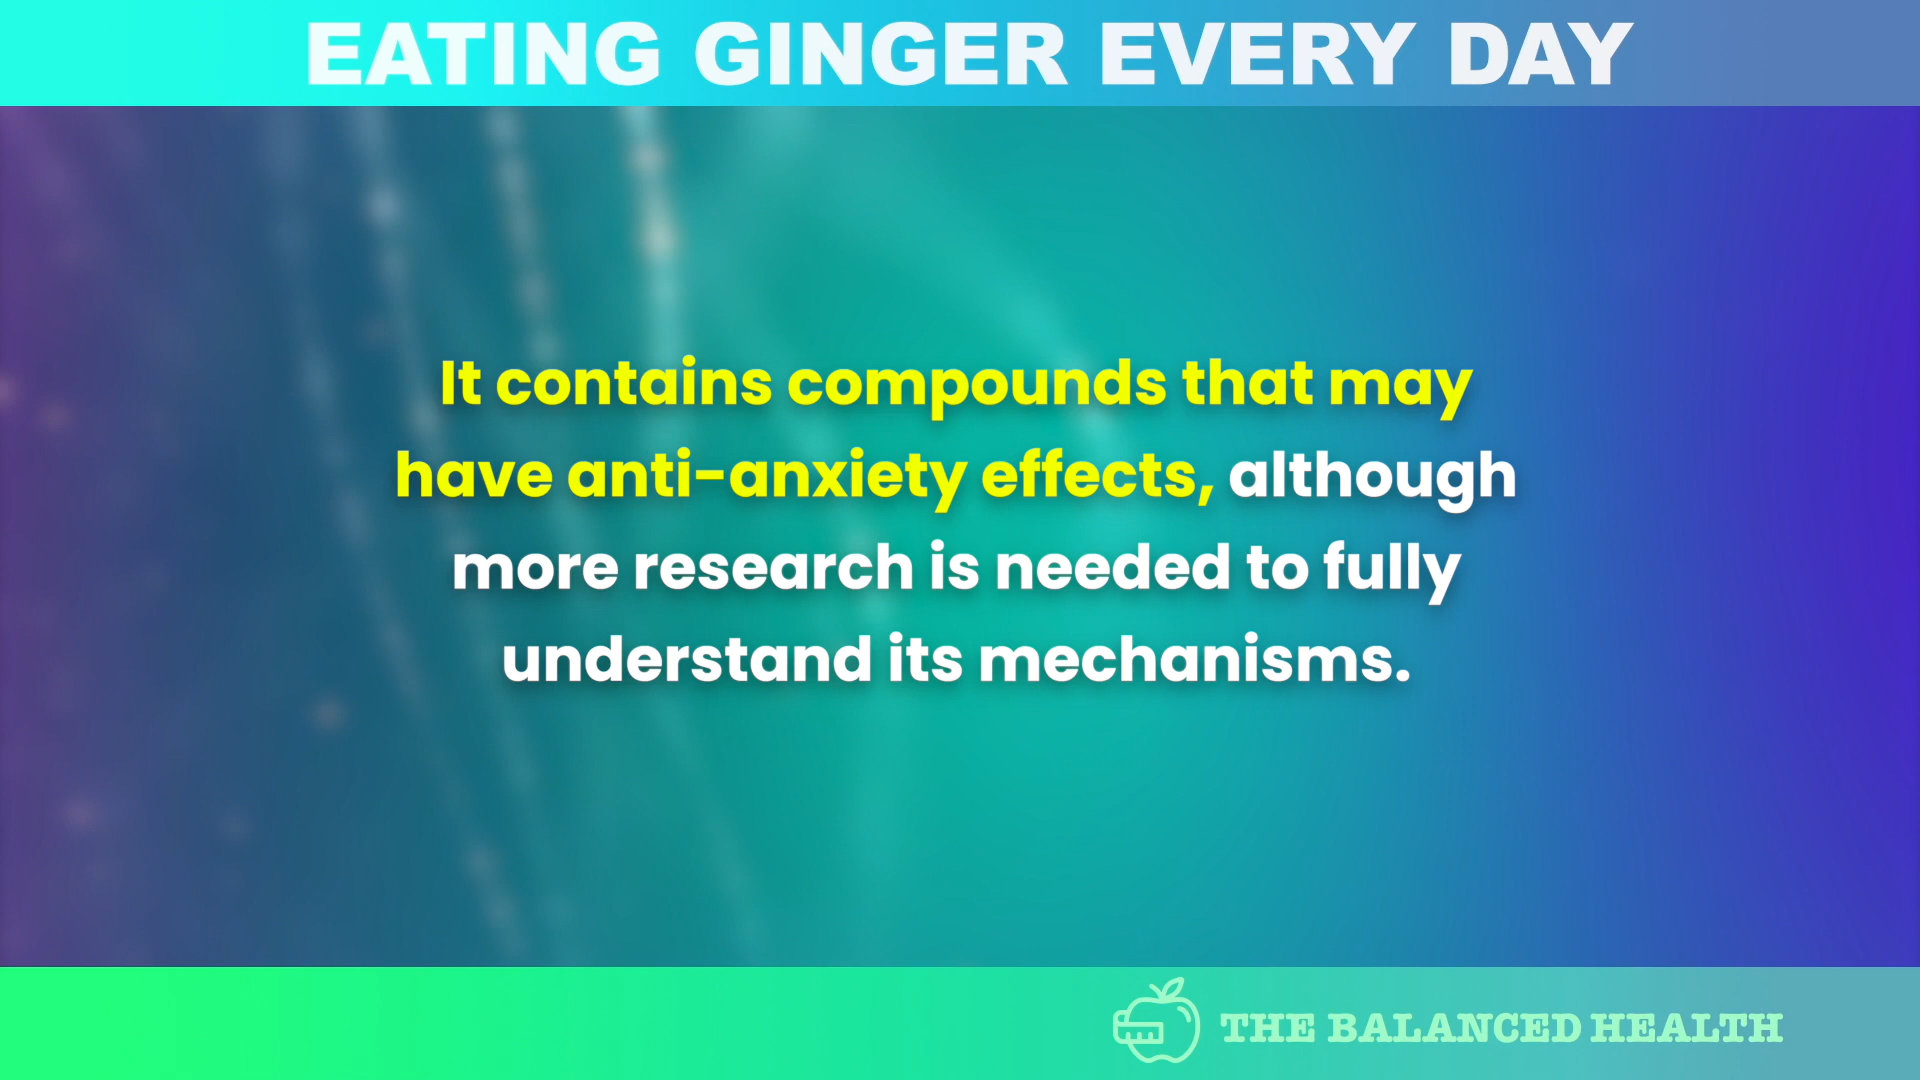 EATING GINGER EVERY DAY
It contains compounds that may
have anti-anxiety effects, although
more research is needed to fully
understand its mechanisms.
THE BALANCED HEALTH